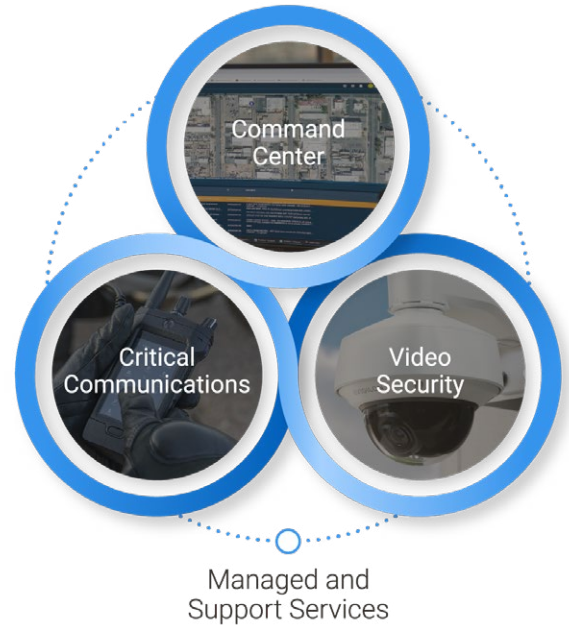 Command
Center
Critical
Communications
Video
Security
Managed and
Support Services